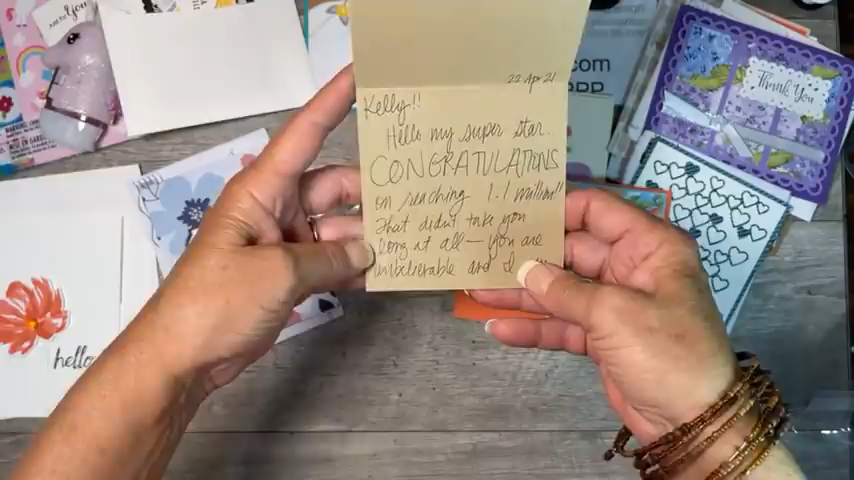 you
22 Apr 21
Kelly!!
Hello my super star...
CONGRATULATIONS
on reaching 1.1 million!!
That didn't take you
long at all— you are
unbelievable and I
Thank You
hello
.com